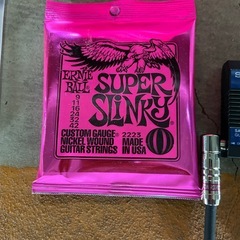 ERNIE
BALL
SUPER
SLINKY
9
11
16
24
32
42
CUSTOM GAUGE 2223
NICKEL WOUND MADE
GUITAR STRINGS IN USA